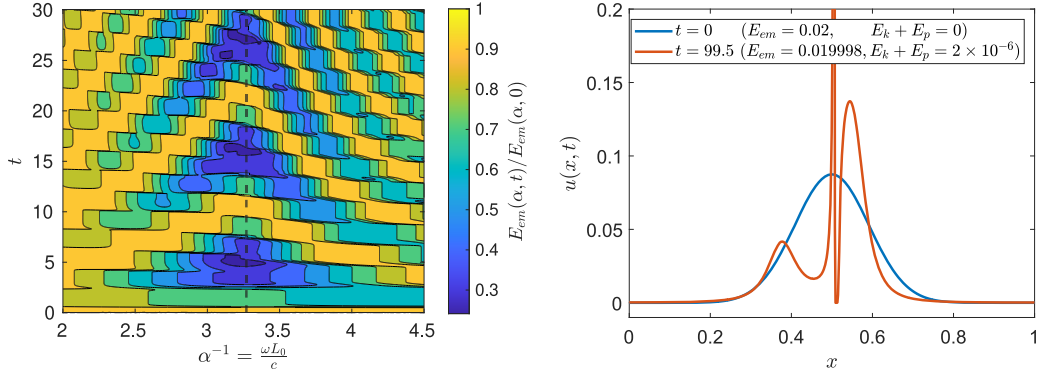 30
25
20
15
10
5
0
t
2 2.5 3 3.5 4 4.5
α⁻¹ = ωL₀/c
1
0.9
0.8
0.7
0.6
0.5
0.4
0.3
E_em(α, t)/E_em(α, 0)
0.2
0.15
0.1
0.05
0
u(x, t)
t = 0 (E_em = 0.02, E_k + E_p = 0)
t = 99.5 (E_em = 0.019998, E_k + E_p = 2 × 10⁻⁶)
0 0.2 0.4 0.6 0.8 1
x